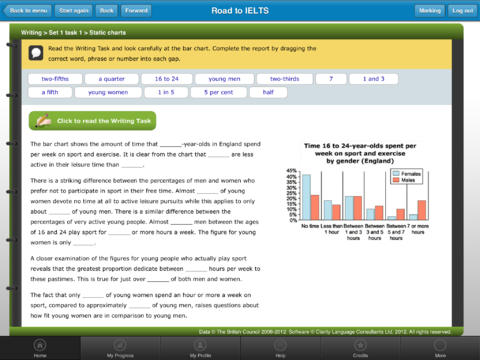 Back to menu
Start again
Back
Forward
Road to IELTS
Marking
Log out
Writing > Set 1 task 1 > Static charts
Read the Writing Task and look carefully at the bar chart. Complete the report by dragging the
correct word, phrase or number into each gap.
two-fifths
a quarter
16 to 24
young men
two-thirds
7
1 and 3
a fifth
young women
1 in 5
5 per cent
half
Click to read the Writing Task
The bar chart shows the amount of time that ______-year-olds in England spend
per week on sport and exercise. It is clear from the chart that ______ are less
active in their leisure time than ______.
There is a striking difference between the percentages of men and women who
prefer not to participate in sport in their free time. Almost ______ of young
women devote no time at all to active leisure pursuits while this applies to only
about ______ of young men. There is a similar difference between the
percentages of very active young people. Almost ______ men between the ages
of 16 and 24 play sport for ______ or more hours a week. The figure for young
women is only ______.
A closer examination of the figures for young people who actually play sport
reveals that the greatest proportion dedicate between ______ hours per week to
these pastimes. This is true for just over ______ of both men and women.
The fact that only ______ of young women spend an hour or more a week on
sport, compared to approximately ______ of young men, raises questions about
how fit young women are in comparison to young men.
Time 16 to 24-year-olds spent per
week on sport and exercise
by gender (England)
45%
40%
35%
30%
25%
20%
15%
10%
5%
0%
Females
Males
No time
Less than 1 hour
Between 1 and 3 hours
Between 3 and 5 hours
Between 5 and 7 hours
7 or more hours
Data © The British Council 2006-2012. Software © Clarity Language Consultants Ltd, 2012. All rights reserved.
Home
My Progress
My Profile
Help
Credits
More